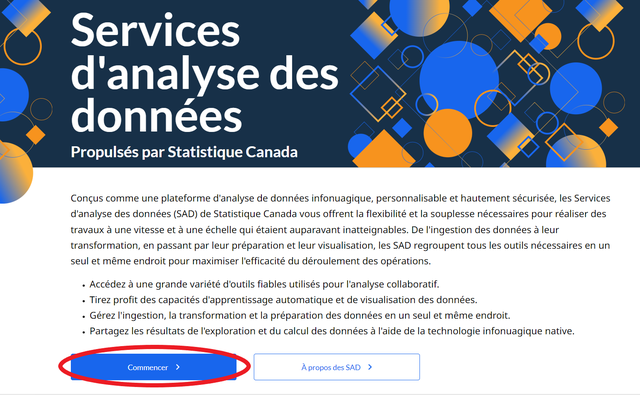 Services
d'analyse des
données
Propulsés par Statistique Canada
Conçus comme une plateforme d'analyse de données infonuagique, personnalisable et hautement sécurisée, les Services
d'analyse des données (SAD) de Statistique Canada vous offrent la flexibilité et la souplesse nécessaires pour réaliser des
travaux à une vitesse et à une échelle qui étaient auparavant inatteignables. De l'ingestion des données à leur
transformation, en passant par leur préparation et leur visualisation, les SAD regroupent tous les outils nécessaires en un
seul et même endroit pour maximiser l'efficacité du déroulement des opérations.
• Accédez à une grande variété d'outils fiables utilisés pour l'analyse collaboratif.
• Tirez profit des capacités d'apprentissage automatique et de visualisation des données.
• Gérez l'ingestion, la transformation et la préparation des données en un seul et même endroit.
• Partagez les résultats de l'exploration et du calcul des données à l'aide de la technologie infonuagique native.
Commencer >
À propos des SAD >